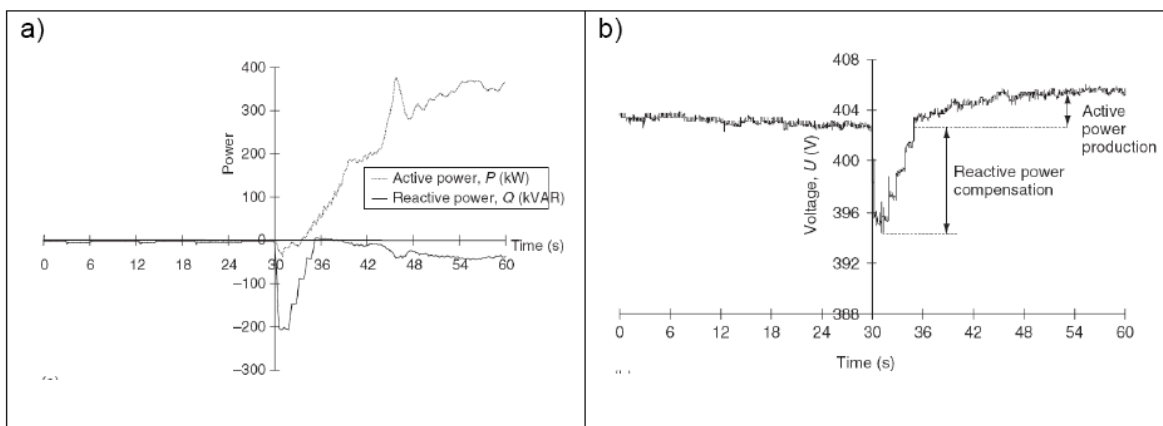 a)
400
300
200
100
0
−100
−200
−300
Power
Active power, P (kW)
Reactive power, Q (kVAR)
Time (s)
0 6 12 18 24 30 36 42 48 54 60
b)
408
404
400
396
392
388
Voltage, U (V)
Active
power
production
Reactive power
compensation
0 6 12 18 24 30 36 40 48 54 60
Time (s)